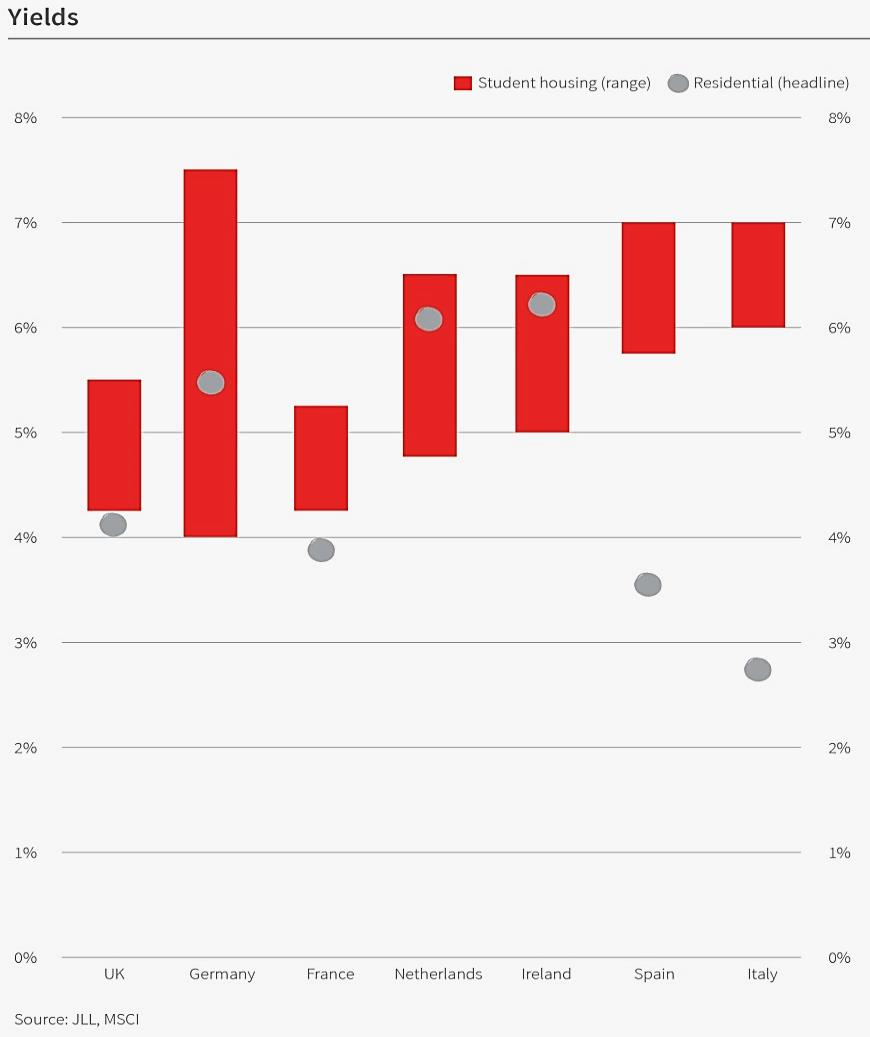 Yields
Student housing (range) Residential (headline)
8% 8%
7% 7%
6% 6%
5% 5%
4% 4%
3% 3%
2% 2%
1% 1%
0% 0%
UK Germany France Netherlands Ireland Spain Italy
Source: JLL, MSCI